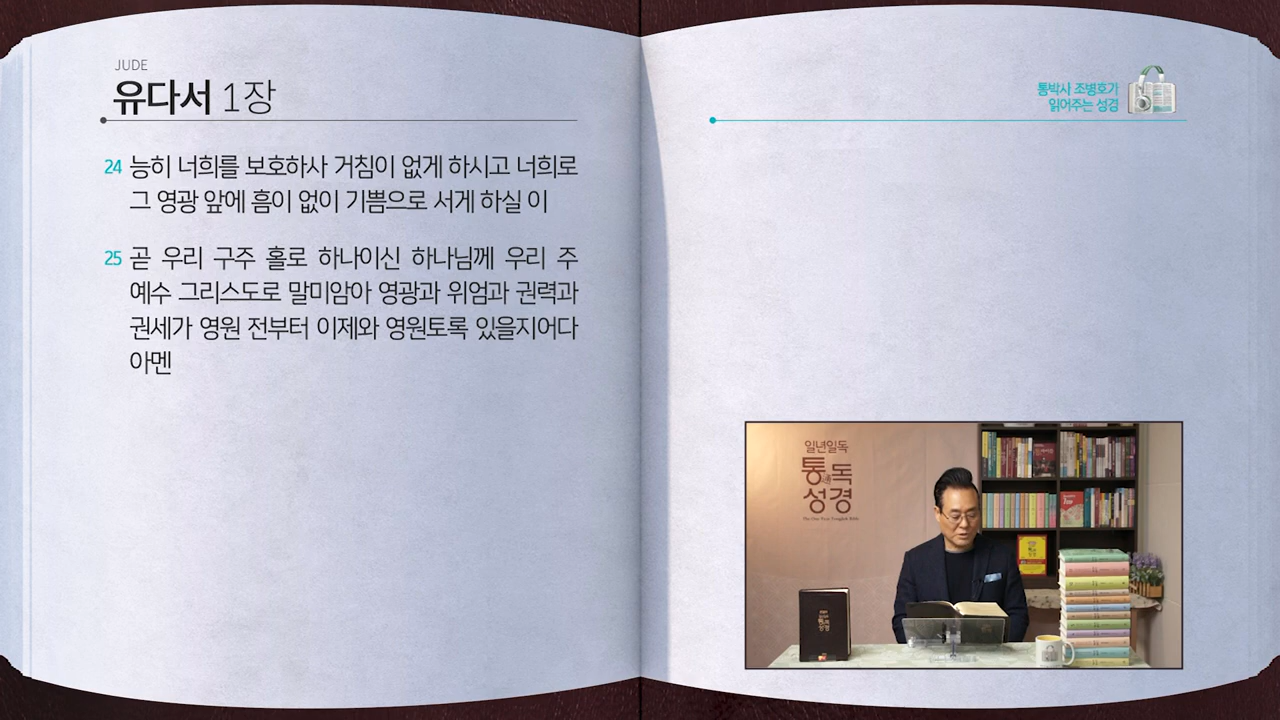 JUDE
유다서 1장
24 능히 너희를 보호하사 거침이 없게 하시고 너희로
그 영광 앞에 흠이 없이 기쁨으로 서게 하실 이
25 곧 우리 구주 홀로 하나이신 하나님께 우리 주
예수 그리스도로 말미암아 영광과 위엄과 권력과
권세가 영원 전부터 이제와 영원토록 있을지어다
아멘
통박사 조병호가
읽어주는 성경
일년일독
통독
성경
통독
성경